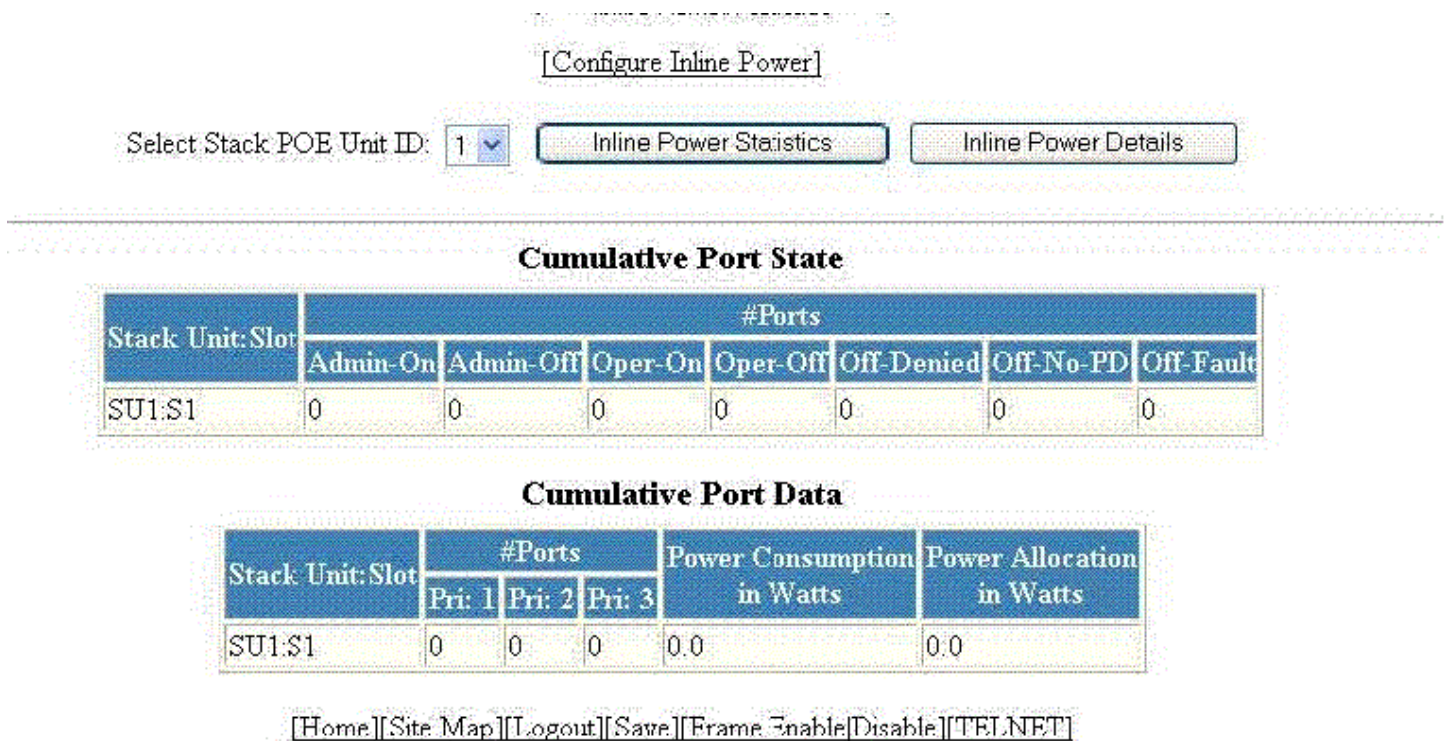 [Configure Inline Power]
Select Stack POE Unit ID: 1 Inline Power Statistics Inline Power Details
Cumulative Port State
Stack Unit:Slot #Ports
Admin-On Admin-Off Oper-On Oper-Off Off-Denied Off-No-PD Off-Fault
SU1:S1 0 0 0 0 0 0 0
Cumulative Port Data
Stack Unit:Slot #Ports Power Consumption in Watts Power Allocation in Watts
Pri: 1 Pri: 2 Pri: 3
SU1:S1 0 0 0 0.0 0.0
[Home][Site Map][Logout][Save][Frame Enable|Disable][TELNET]